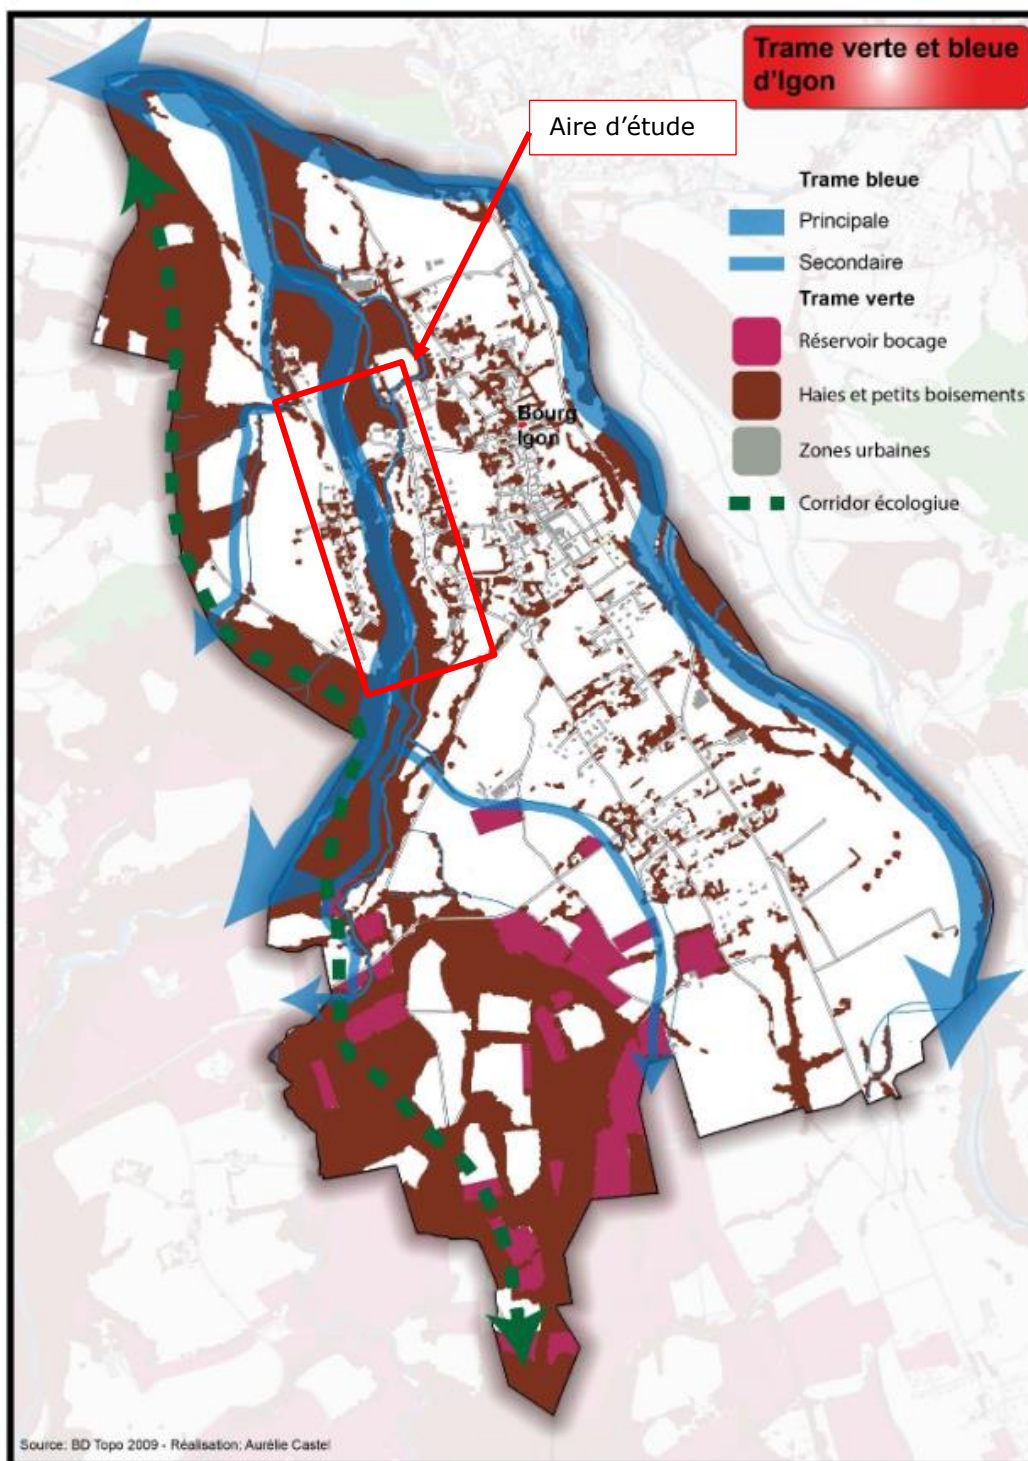 Trame verte et bleue
d'Igon
Aire d'étude
Trame bleue
Principale
Secondaire
Trame verte
Réservoir bocage
Haies et petits boisements
Zones urbaines
Corridor écologiue
Bourg
Igon
Source: BD Topo 2009 - Réalisation: Aurélie Castel